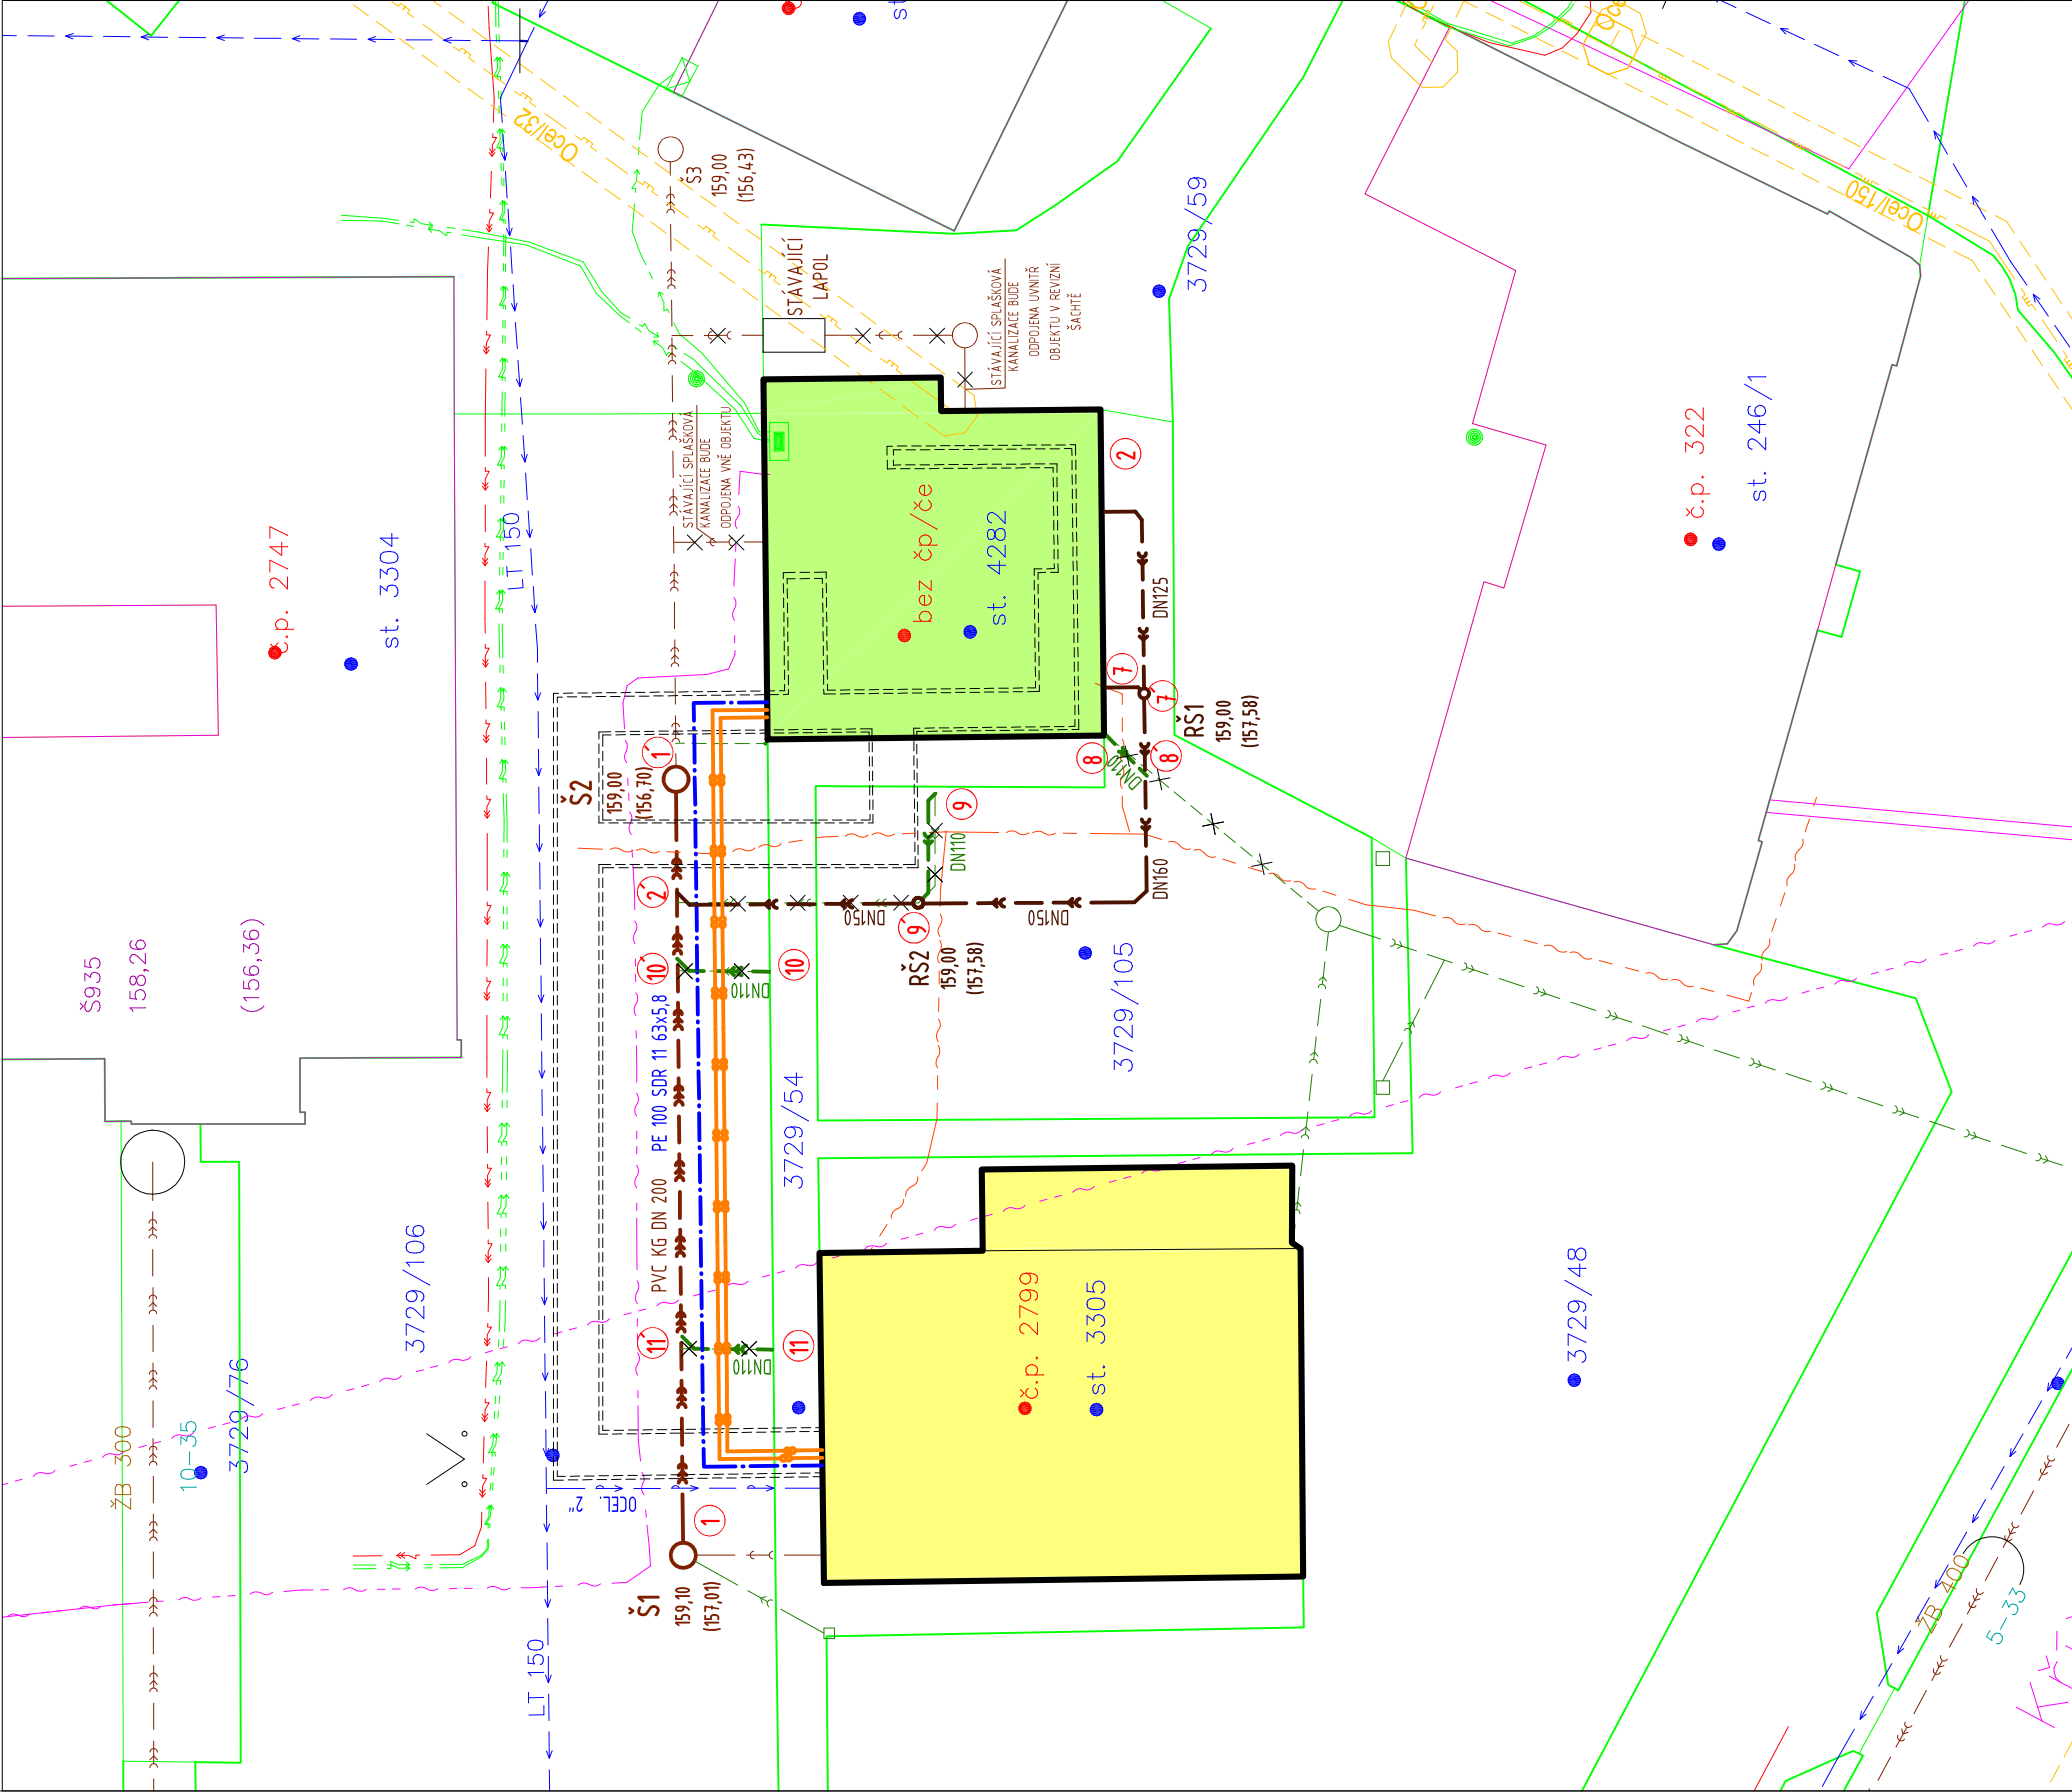 Ocel/32
Š3
159,00
(156,43)
3729/59
Ocel/150
STÁVAJÍCÍ
LAPOL
STÁVAJÍCÍ SPLAŠKOVÁ
KANALIZACE BUDE
ODPOJENA UVNITŘ
OBJEKTU V REVIZNÍ
ŠACHTĚ
STÁVAJÍCÍ SPLAŠKOVÁ
KANALIZACE BUDE
ODPOJENA VNĚ OBJEKTU
č.p. 2747
st. 3304
LT 150
bez čp/če
st. 4282
2
DN125
č.p. 322
st. 246/1
7
7'
8
8'
DN110
ŘŠ1
159,00
(157,58)
Š2
159,00
(156,70)
1'
2'
9
DN110
DN160
DN150
DN150
9'
ŘŠ2
159,00
(157,58)
10'
10
DN110
Š935
158,26
(156,36)
PVC KG DN 200
PE 100 SDR 11 63x5,8
3729/54
3729/105
3729/106
3729/76
ŽB 300
10-35
11'
11
DN110
č.p. 2799
st. 3305
3729/48
OCEL. 2"
1
Š1
159,10
(157,01)
LT 150
ŽB 400
5-33